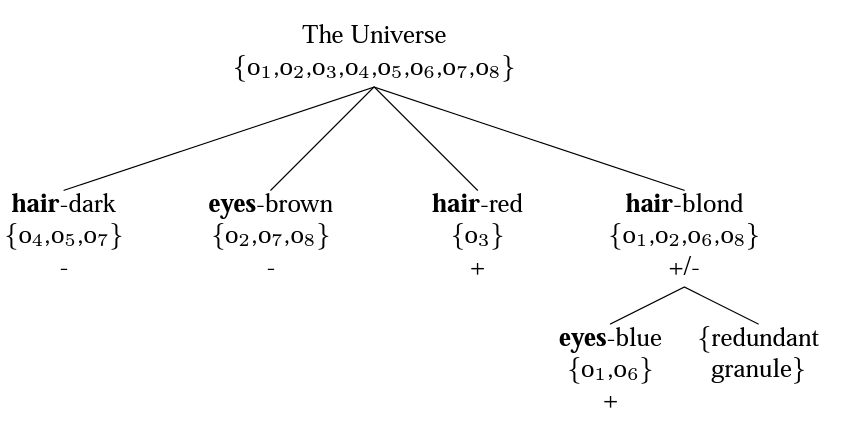 The Universe
{o₁,o₂,o₃,o₄,o₅,o₆,o₇,o₈}
hair-dark eyes-brown hair-red hair-blond
{o₄,o₅,o₇} {o₂,o₇,o₈} {o₃} {o₁,o₂,o₆,o₈}
- - + +/-
eyes-blue {redundant
{o₁,o₆} granule}
+